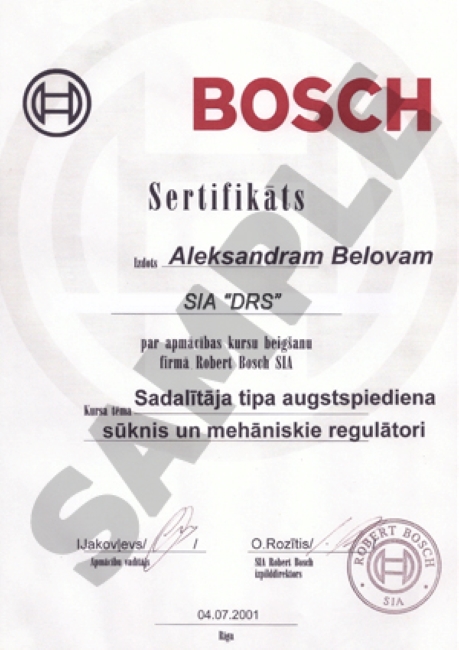 BOSCH
Sertifikāts
Izdots Aleksandram Belovam
SIA "DRS"
par apmācības kursu beigšanu
firmā Robert Bosch SIA
Kursa tēma Sadalītāja tipa augstspiediena
sūknis un mehāniskie regulātori
SAMPLE
IJakovļevs/ /
Apmācību vadītājs
O.Rozītis/
SIA Robert Bosch
izpilddirektors
ROBERT BOSCH
SIA
04.07.2001
Rīga